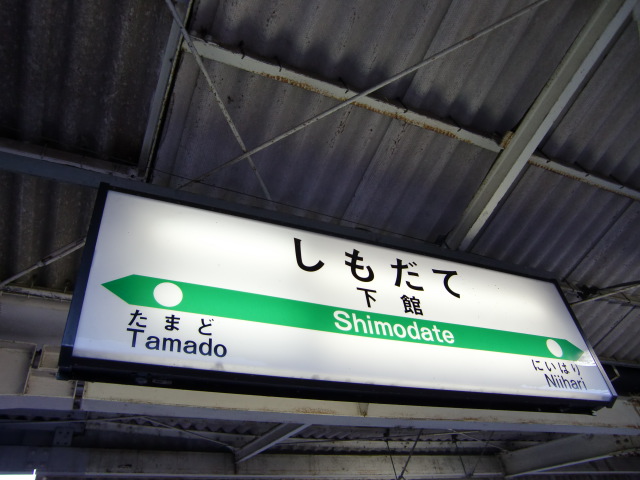 しもだて
下館
Shimodate
たまど
Tamado
にいはり
Niihari